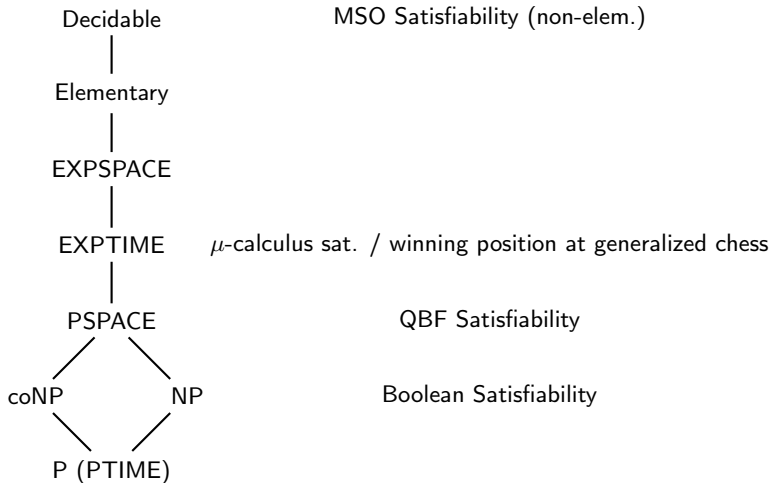 Decidable MSO Satisfiability (non-elem.)
Elementary
EXPSPACE
EXPTIME μ-calculus sat. / winning position at generalized chess
PSPACE QBF Satisfiability
coNP NP Boolean Satisfiability
P (PTIME)